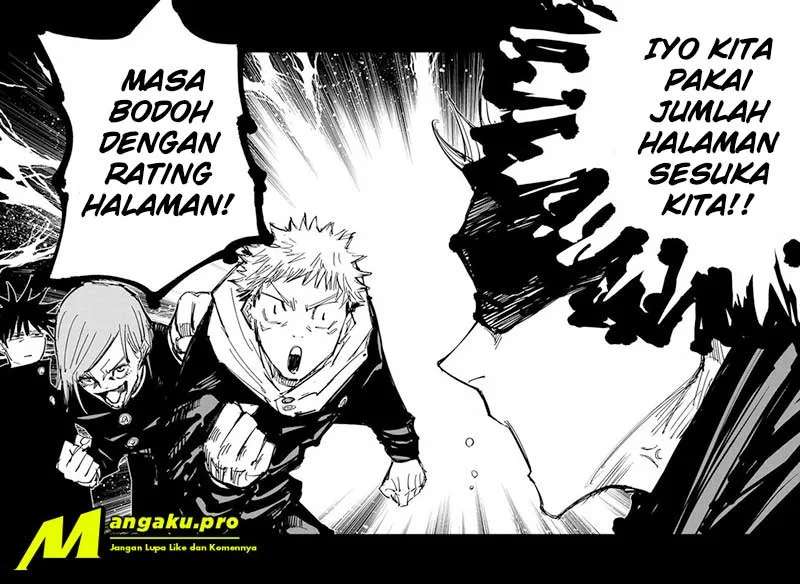 IYO KITA
PAKAI
JUMLAH
HALAMAN
SESUKA
KITA!!
MASA
BODOH
DENGAN
RATING
HALAMAN!
Mangaku.pro
Jangan Lupa Like dan Komennya